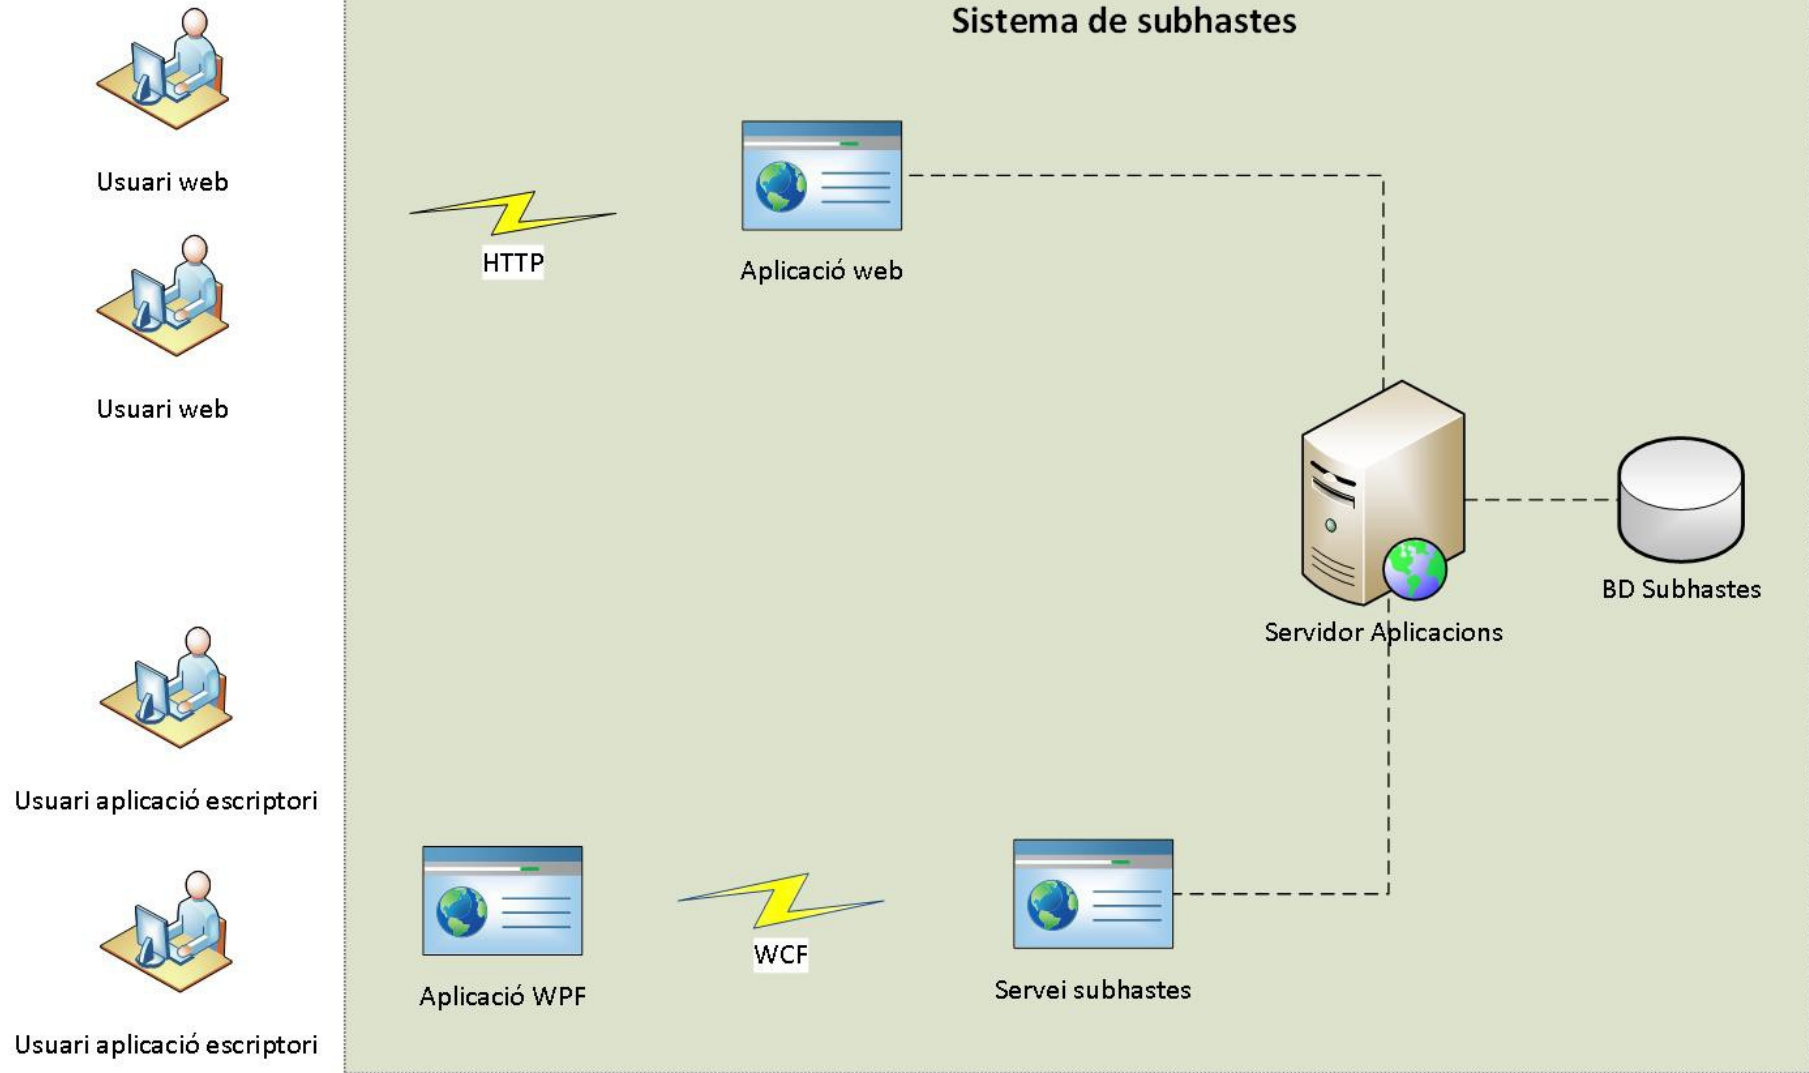 Sistema de subhastes
Usuari web
HTTP
Aplicació web
Usuari web
BD Subhastes
Servidor Aplicacions
Usuari aplicació escriptori
WCF
Servei subhastes
Aplicació WPF
Usuari aplicació escriptori